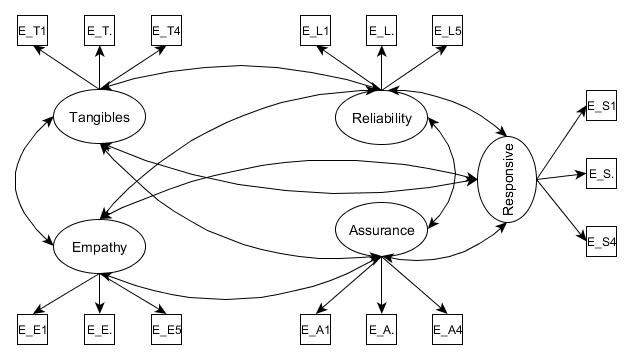 E_T1 E_T. E_T4 E_L1 E_L. E_L5
Tangibles Reliability
E_S1
Responsive
E_S.
Empathy Assurance
E_S4
E_E1 E_E. E_E5 E_A1 E_A. E_A4